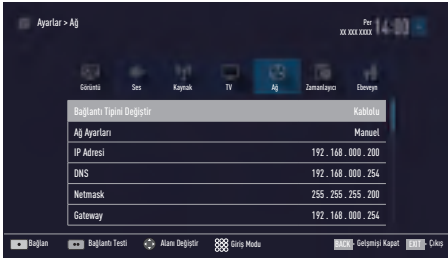 Ayarlar > Ağ
Per
XX XXX XXXX
14:00
Görüntü Ses Kaynak TV Ağ Zamanlayıcı Ebeveyn
Bağlantı Tipini Değiştir Kablolu
Ağ Ayarları Manuel
IP Adresi 192 . 168 . 000 . 200
DNS 192 . 168 . 000 . 254
Netmask 255 . 255 . 255 . 200
Gateway 192 . 168 . 000 . 254
Bağlan Bağlantı Testi Alanı Değiştir Giriş Modu BACK - Gelşmişi Kapat EXIT - Çıkış